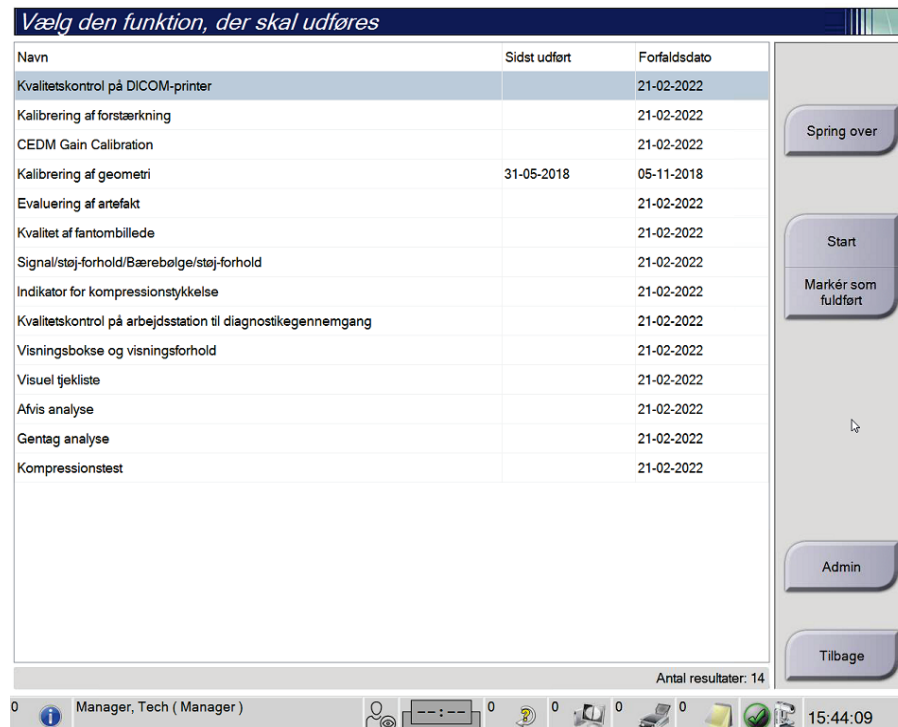 Vælg den funktion, der skal udføres
Navn Sidst udført Forfaldsdato
Kvalitetskontrol på DICOM-printer 21-02-2022
Kalibrering af forstærkning 21-02-2022
CEDM Gain Calibration 21-02-2022
Kalibrering af geometri 31-05-2018 05-11-2018
Evaluering af artefakt 21-02-2022
Kvalitet af fantombillede 21-02-2022
Signal/støj-forhold/Bærebølge/støj-forhold 21-02-2022
Indikator for kompressionstykkelse 21-02-2022
Kvalitetskontrol på arbejdsstation til diagnostikgennemgang 21-02-2022
Visningsbokse og visningsforhold 21-02-2022
Visuel tjekliste 21-02-2022
Afvis analyse 21-02-2022
Gentag analyse 21-02-2022
Kompressionstest 21-02-2022
Antal resultater: 14
Spring over
Start
Markér som
fuldført
Admin
Tilbage
0 Manager, Tech ( Manager ) --:-- 0 0 0 0 15:44:09